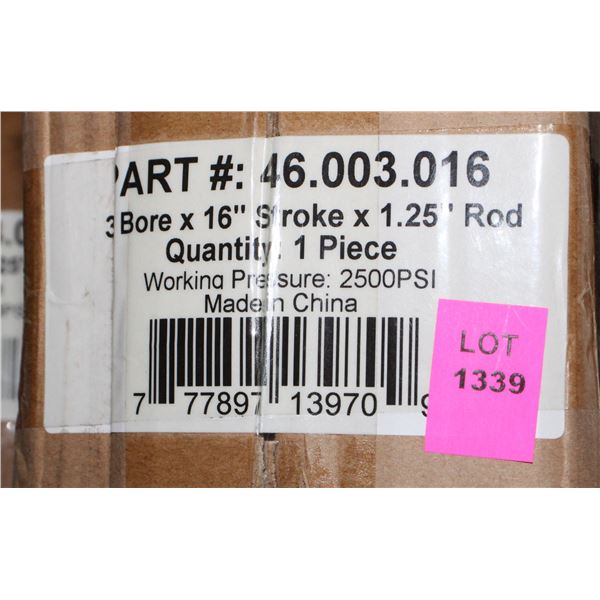 PART #: 46.003.016
3 Bore x 16" Stroke x 1.25" Rod
Quantity: 1 Piece
Working Pressure: 2500PSI
Made in China
7 77897 13970 9
LOT
1339